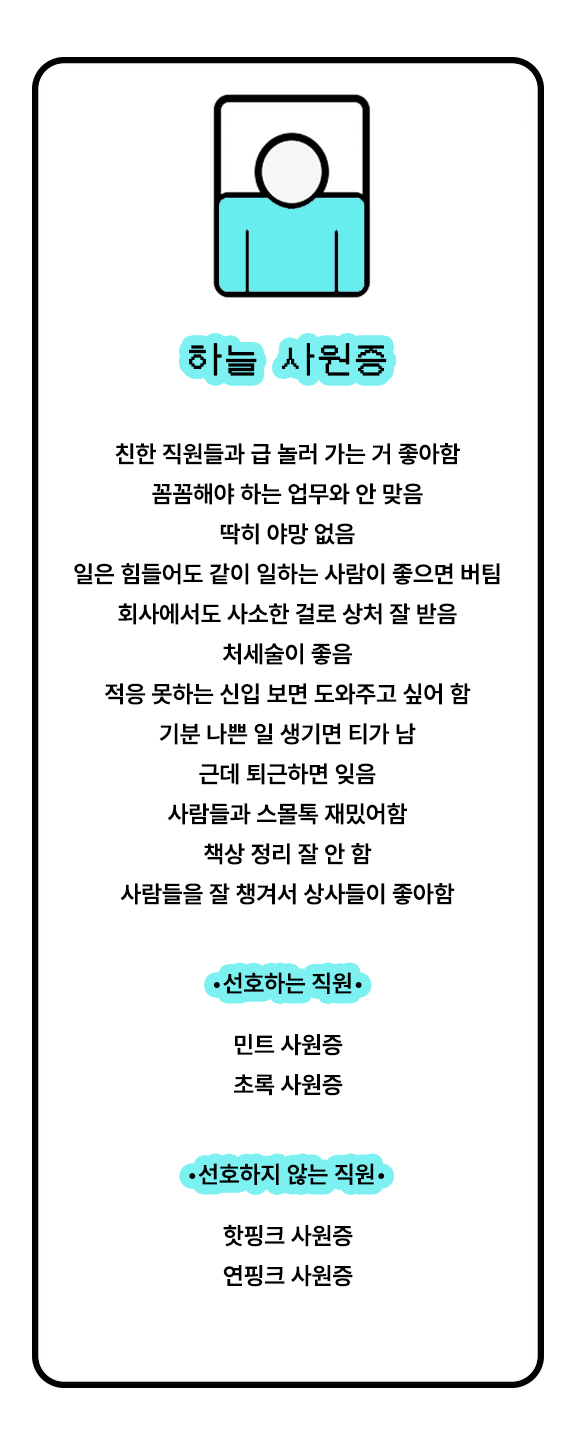 하늘 사원증
친한 직원들과 급 놀러 가는 거 좋아함
꼼꼼해야 하는 업무와 안 맞음
딱히 야망 없음
일은 힘들어도 같이 일하는 사람이 좋으면 버팀
회사에서도 사소한 걸로 상처 잘 받음
처세술이 좋음
적응 못하는 신입 보면 도와주고 싶어 함
기분 나쁜 일 생기면 티가 남
근데 퇴근하면 잊음
사람들과 스몰톡 재밌어함
책상 정리 잘 안 함
사람들을 잘 챙겨서 상사들이 좋아함
•선호하는 직원•
민트 사원증
초록 사원증
•선호하지 않는 직원•
핫핑크 사원증
연핑크 사원증